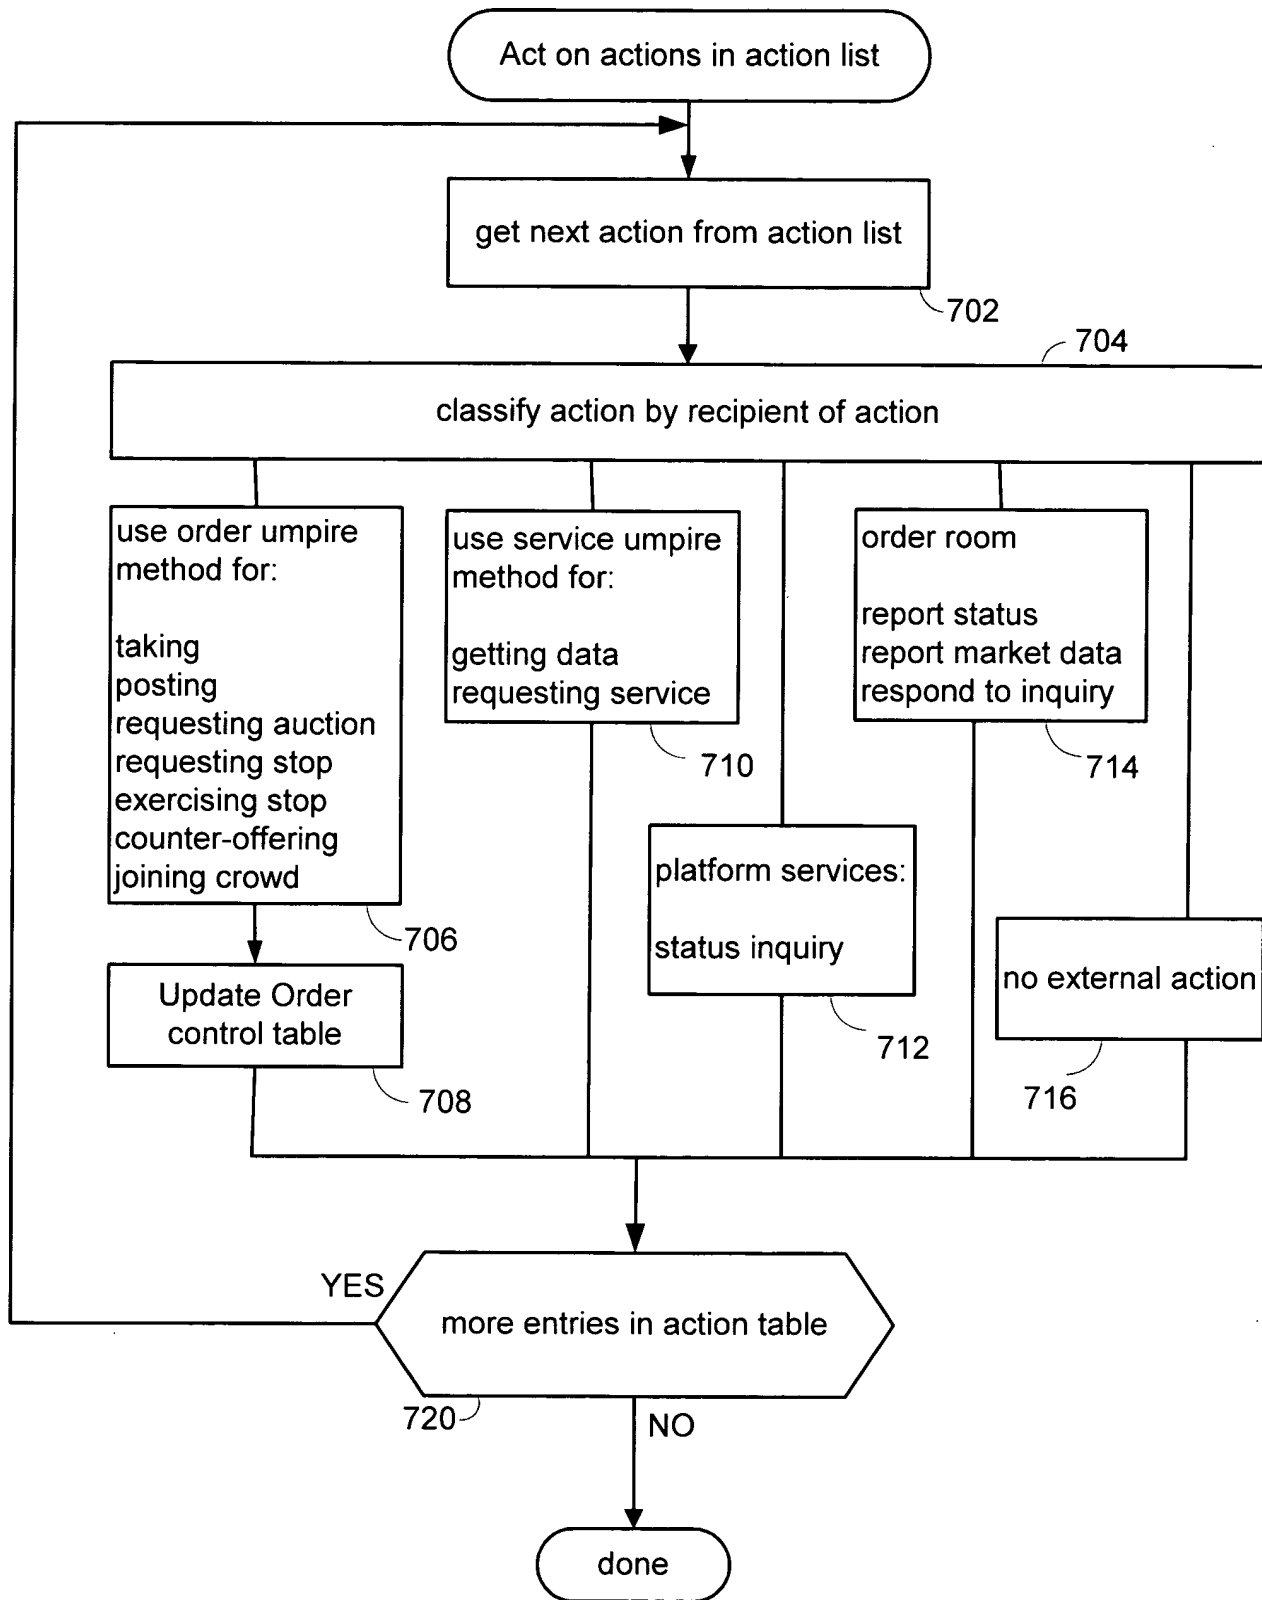 Act on actions in action list
get next action from action list
702
704
classify action by recipient of action
use order umpire
method for:
taking
posting
requesting auction
requesting stop
exercising stop
counter-offering
joining crowd
706
Update Order
control table
708
use service umpire
method for:
getting data
requesting service
710
platform services:
status inquiry
712
order room
report status
report market data
respond to inquiry
714
no external action
716
YES
more entries in action table
720
NO
done